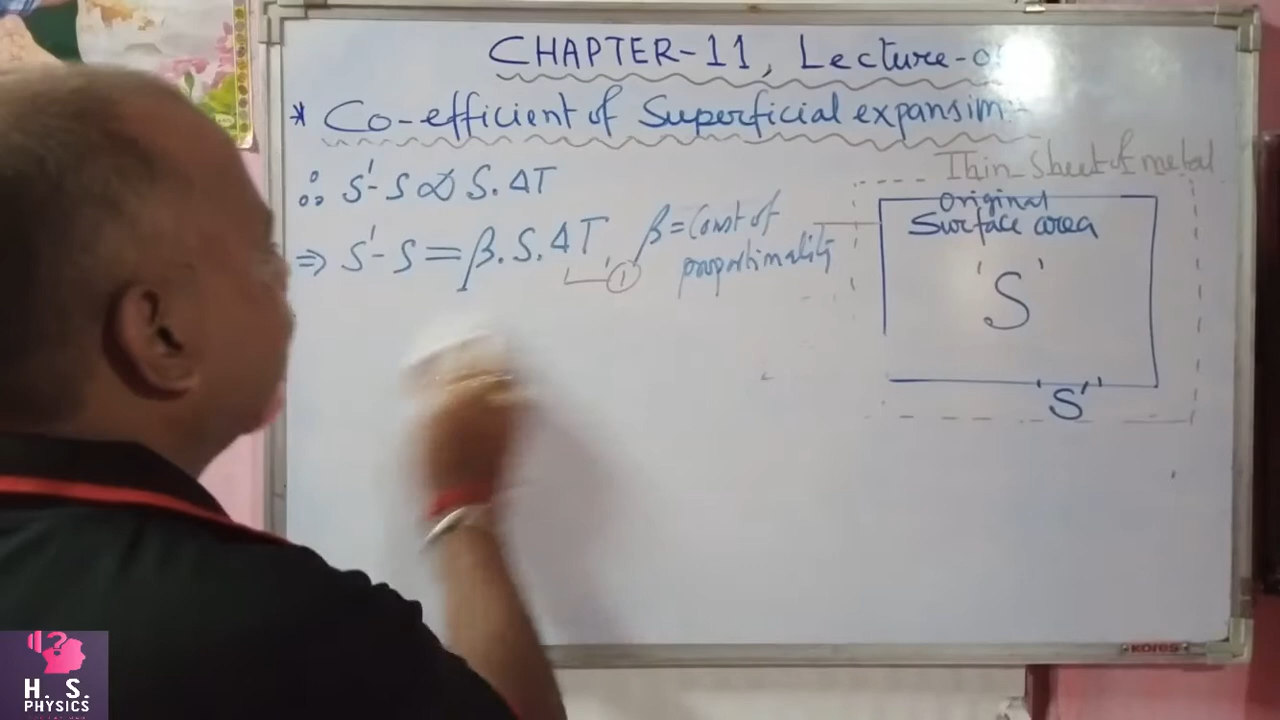 CHAPTER-11, Lecture-0
* Co-efficient of Superficial expansion:-
∴ S'-S ∝ S.ΔT
⇒ S'-S = β.S.ΔT, β = Const of
proportionality
①
Thin Sheet of metal
Original
Surface area
'S'
'S''
KORES
H. S.
PHYSICS